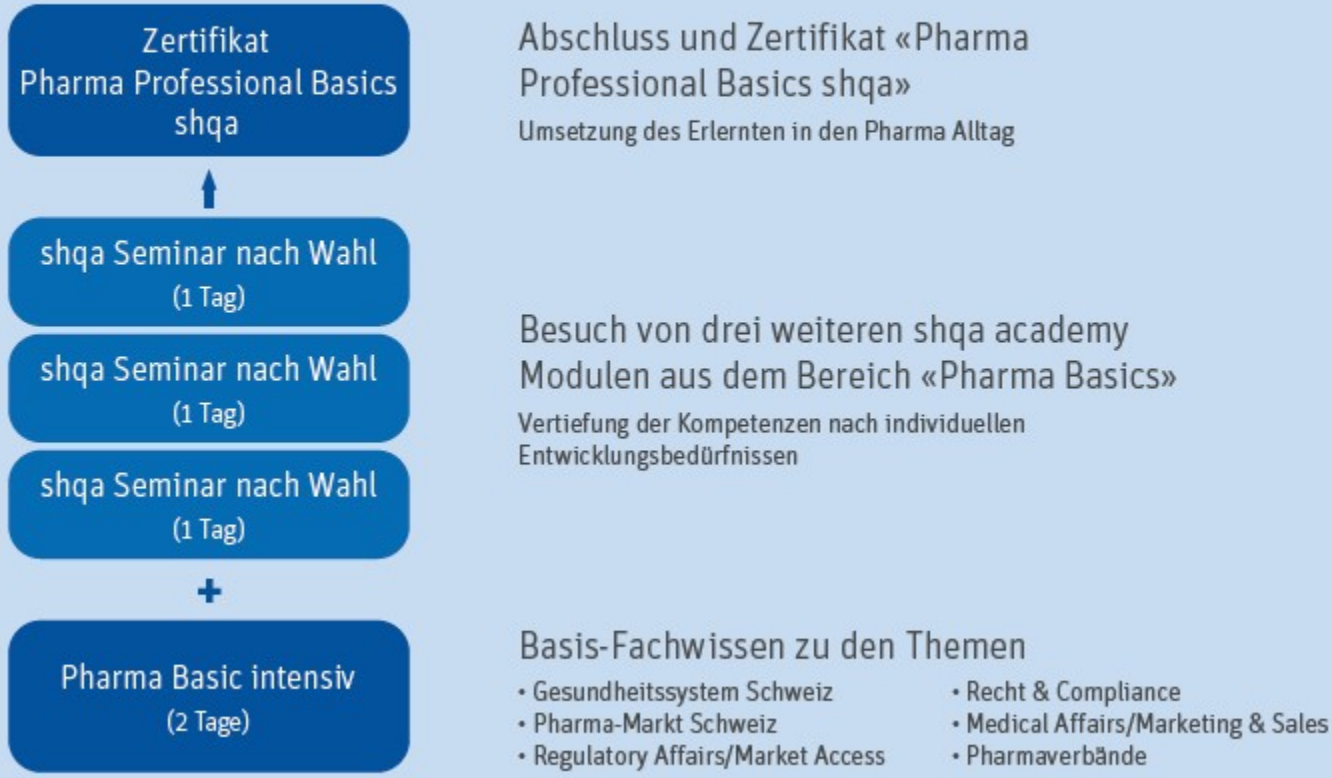 Zertifikat
Pharma Professional Basics
shqa
Abschluss und Zertifikat «Pharma
Professional Basics shqa»
Umsetzung des Erlernten in den Pharma Alltag
shqa Seminar nach Wahl
(1 Tag)
shqa Seminar nach Wahl
(1 Tag)
shqa Seminar nach Wahl
(1 Tag)
Besuch von drei weiteren shqa academy
Modulen aus dem Bereich «Pharma Basics»
Vertiefung der Kompetenzen nach individuellen
Entwicklungsbedürfnissen
+
Pharma Basic intensiv
(2 Tage)
Basis-Fachwissen zu den Themen
• Gesundheitssystem Schweiz
• Pharma-Markt Schweiz
• Regulatory Affairs/Market Access
• Recht & Compliance
• Medical Affairs/Marketing & Sales
• Pharmaverbände